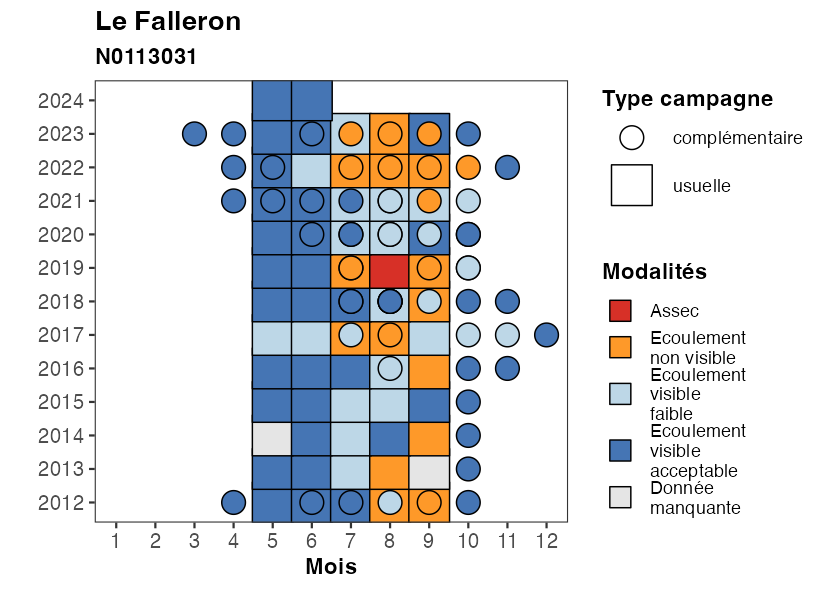 Le Falleron
N0113031
2024
2023
2022
2021
2020
2019
2018
2017
2016
2015
2014
2013
2012
1 2 3 4 5 6 7 8 9 10 11 12
Mois
Type campagne
complémentaire
usuelle
Modalités
Assec
Ecoulement
non visible
Ecoulement
visible
faible
Ecoulement
visible
acceptable
Donnée
manquante